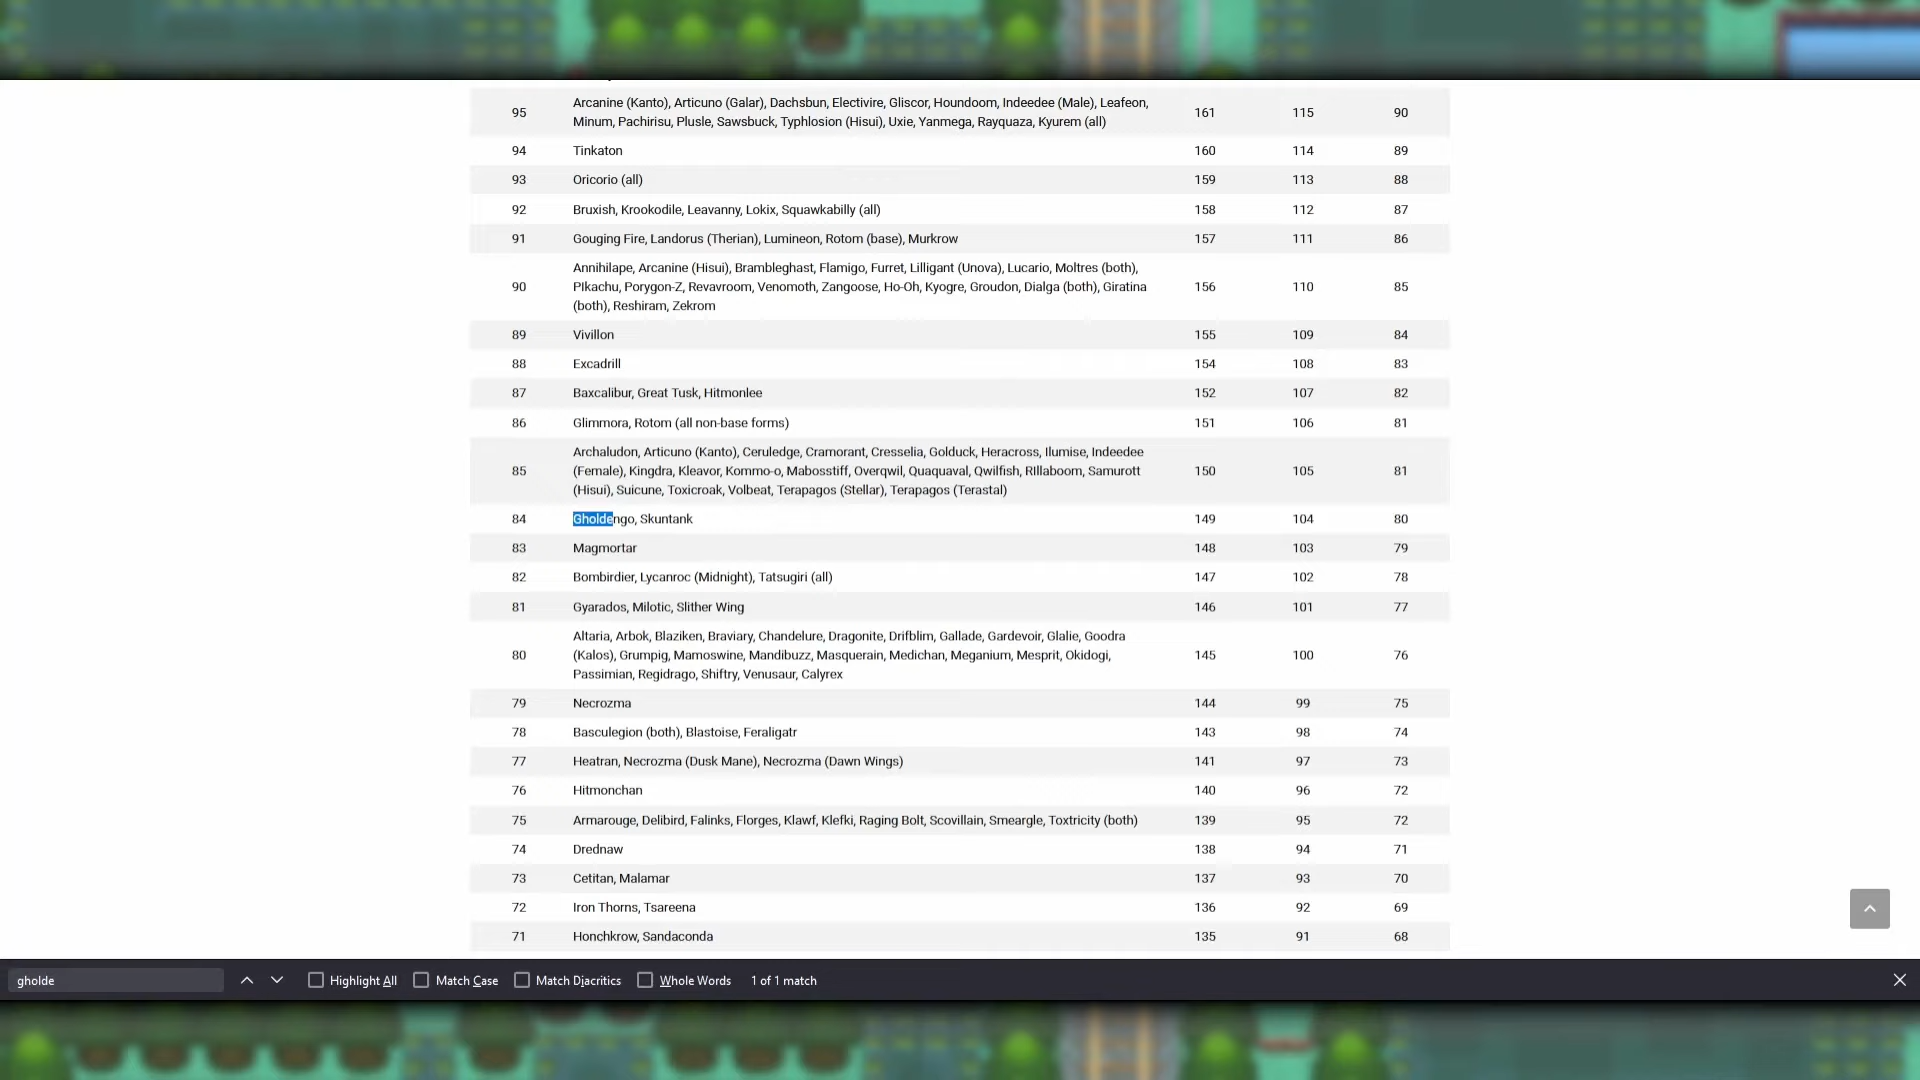 95 Arcanine (Kanto), Articuno (Galar), Dachsbun, Electivire, Gliscor, Houndoom, Indeedee (Male), Leafeon, 161 115 90
Minum, Pachirisu, Plusle, Sawsbuck, Typhlosion (Hisui), Uxie, Yanmega, Rayquaza, Kyurem (all)
94 Tinkaton 160 114 89
93 Oricorio (all) 159 113 88
92 Bruxish, Krookodile, Leavanny, Lokix, Squawkabilly (all) 158 112 87
91 Gouging Fire, Landorus (Therian), Lumineon, Rotom (base), Murkrow 157 111 86
Annihilape, Arcanine (Hisui), Brambleghast, Flamigo, Furret, Lilligant (Unova), Lucario, Moltres (both),
90 PIkachu, Porygon-Z, Revavroom, Venomoth, Zangoose, Ho-Oh, Kyogre, Groudon, Dialga (both), Giratina 156 110 85
(both), Reshiram, Zekrom
89 Vivillon 155 109 84
88 Excadrill 154 108 83
87 Baxcalibur, Great Tusk, Hitmonlee 152 107 82
86 Glimmora, Rotom (all non-base forms) 151 106 81
Archaludon, Articuno (Kanto), Ceruledge, Cramorant, Cresselia, Golduck, Heracross, Ilumise, Indeedee
85 (Female), Kingdra, Kleavor, Kommo-o, Mabosstiff, Overqwil, Quaquaval, Qwilfish, RIllaboom, Samurott 150 105 81
(Hisui), Suicune, Toxicroak, Volbeat, Terapagos (Stellar), Terapagos (Terastal)
84 Gholdengo, Skuntank 149 104 80
83 Magmortar 148 103 79
82 Bombirdier, Lycanroc (Midnight), Tatsugiri (all) 147 102 78
81 Gyarados, Milotic, Slither Wing 146 101 77
Altaria, Arbok, Blaziken, Braviary, Chandelure, Dragonite, Drifblim, Gallade, Gardevoir, Glalie, Goodra
80 (Kalos), Grumpig, Mamoswine, Mandibuzz, Masquerain, Medichan, Meganium, Mesprit, Okidogi, 145 100 76
Passimian, Regidrago, Shiftry, Venusaur, Calyrex
79 Necrozma 144 99 75
78 Basculegion (both), Blastoise, Feraligatr 143 98 74
77 Heatran, Necrozma (Dusk Mane), Necrozma (Dawn Wings) 141 97 73
76 Hitmonchan 140 96 72
75 Armarouge, Delibird, Falinks, Florges, Klawf, Klefki, Raging Bolt, Scovillain, Smeargle, Toxtricity (both) 139 95 72
74 Drednaw 138 94 71
73 Cetitan, Malamar 137 93 70
72 Iron Thorns, Tsareena 136 92 69
71 Honchkrow, Sandaconda 135 91 68
gholde Highlight All Match Case Match Diacritics Whole Words 1 of 1 match